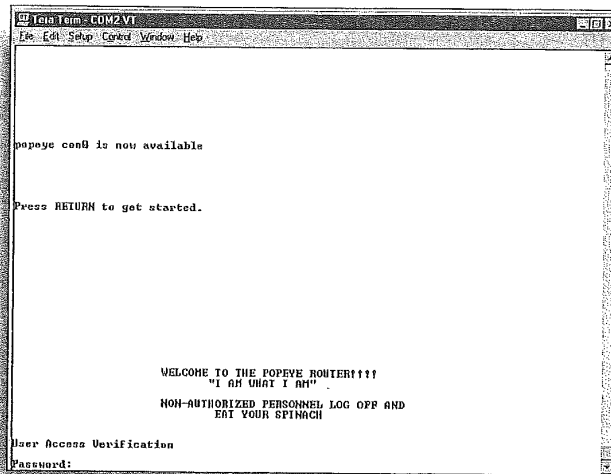 Tera Term - COM2 VT
File Edit Setup Control Window Help
popeye con0 is now available
Press RETURN to get started.
WELCOME TO THE POPEYE ROUTER!!!!
"I AM WHAT I AM"
NON-AUTHORIZED PERSONNEL LOG OFF AND
EAT YOUR SPINACH
User Access Verification
Password: